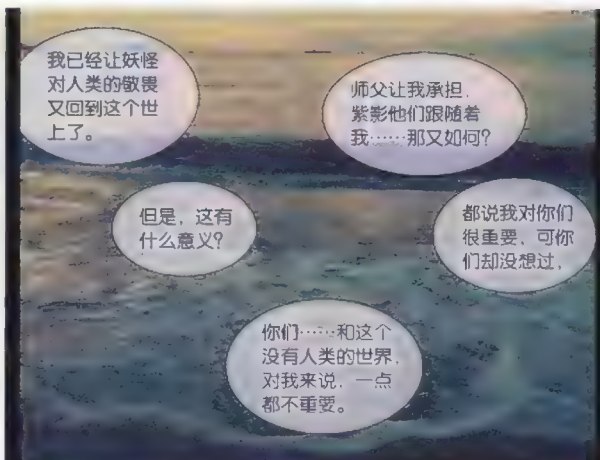 我已经让妖怪
对人类的敬畏
又回到这个世
上了。
师父让我承担，
紫影他们跟随着
我……那又如何？
但是，这有
什么意义？
都说我对你们
很重要，可你
们却没想过，
你们……和这个
没有人类的世界，
对我来说，一点
都不重要。